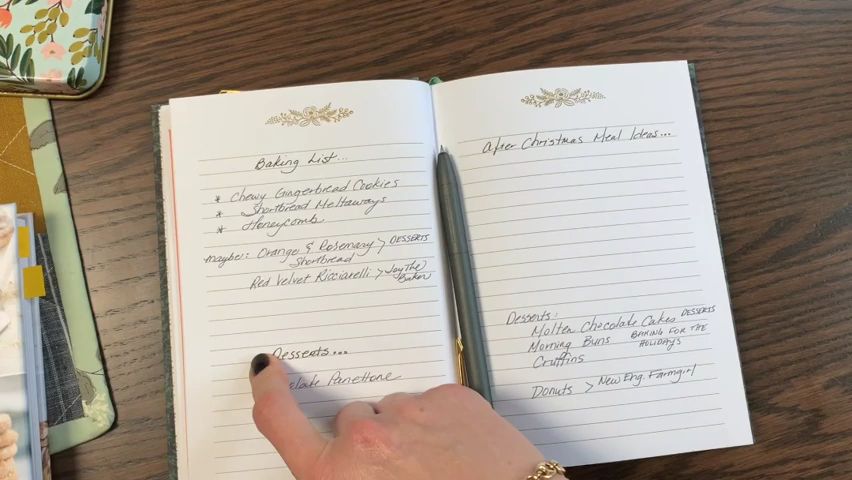 Baking List...
* Chewy Gingerbread Cookies
* Shortbread Meltaways
* Honeycomb
maybe: Orange & Rosemary > DESSERTS
Shortbread
Red Velvet Ricciarelli > Joy The
Baker
Desserts...
Panettone
After Christmas Meal Ideas...
Desserts:
Molten Chocolate Cakes DESSERTS
Morning Buns BAKING FOR THE
HOLIDAYS
Cruffins
Donuts > New Eng. Farmgirl